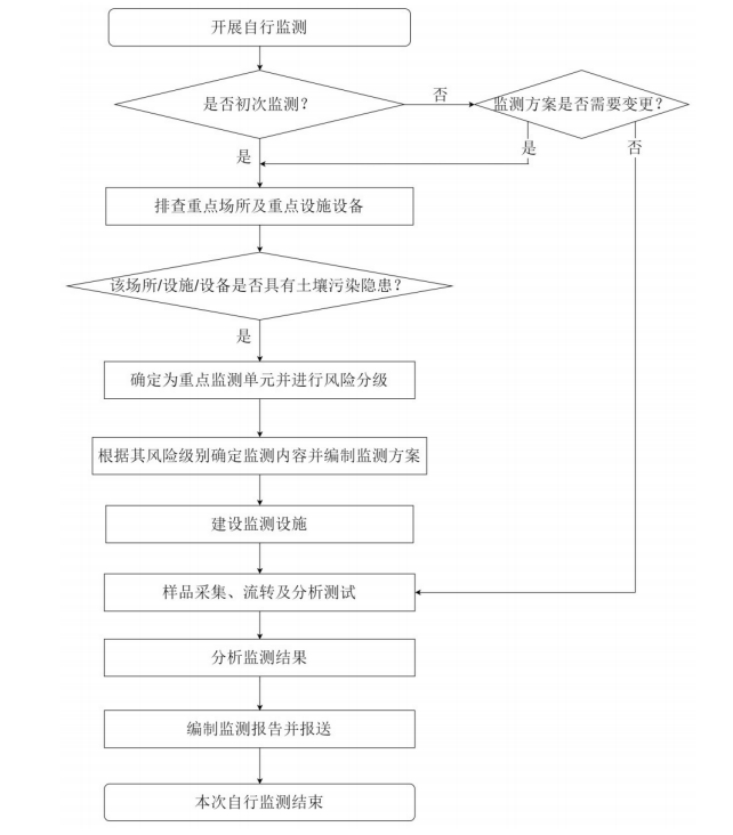 开展自行监测
是否初次监测？
否
监测方案是否需要变更？
是
是
否
排查重点场所及重点设施设备
该场所/设施/设备是否具有土壤污染隐患？
是
确定为重点监测单元并进行风险分级
根据其风险级别确定监测内容并编制监测方案
建设监测设施
样品采集、流转及分析测试
分析监测结果
编制监测报告并报送
本次自行监测结束